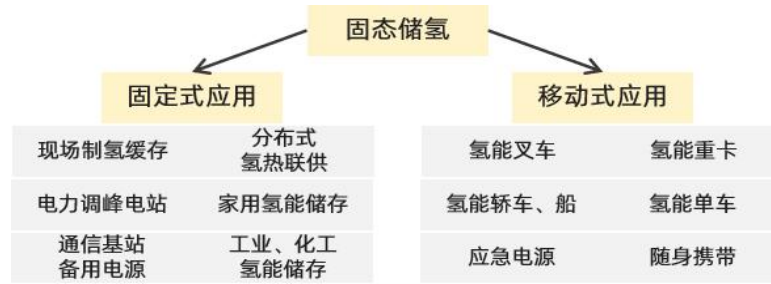 固态储氢
固定式应用
现场制氢缓存
分布式
氢热联供
电力调峰电站
家用氢能储存
通信基站
备用电源
工业、化工
氢能储存
移动式应用
氢能叉车
氢能重卡
氢能轿车、船
氢能单车
应急电源
随身携带